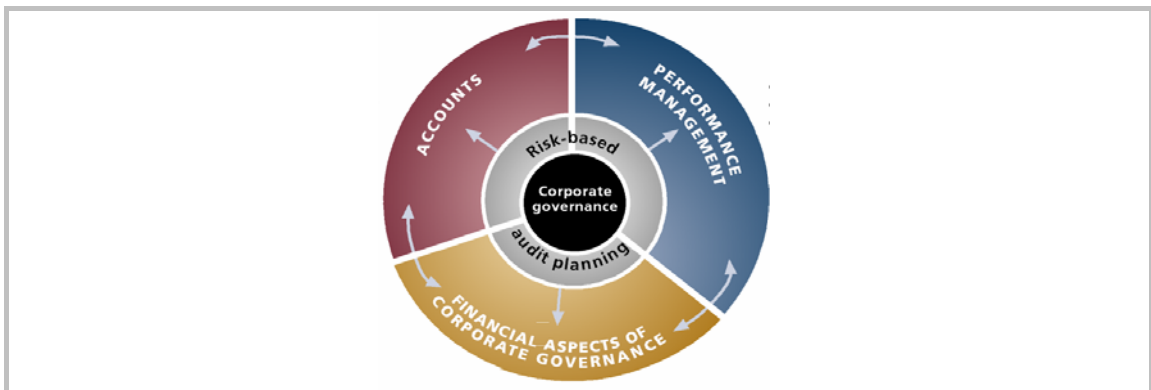 ACCOUNTS
PERFORMANCE
MANAGEMENT
Risk-based
Corporate
governance
audit planning
FINANCIAL ASPECTS OF
CORPORATE GOVERNANCE